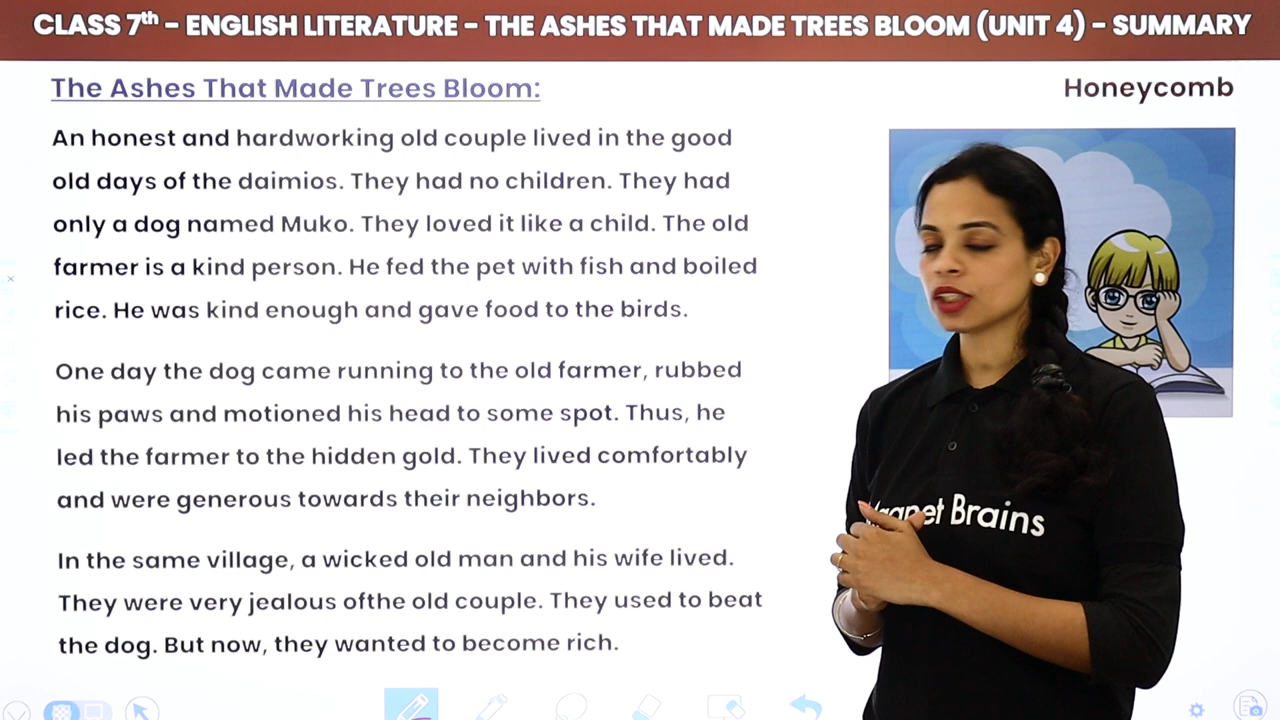 CLASS 7th – ENGLISH LITERATURE – THE ASHES THAT MADE TREES BLOOM (UNIT 4) – SUMMARY
The Ashes That Made Trees Bloom:
Honeycomb
An honest and hardworking old couple lived in the good
old days of the daimios. They had no children. They had
only a dog named Muko. They loved it like a child. The old
farmer is a kind person. He fed the pet with fish and boiled
rice. He was kind enough and gave food to the birds.
One day the dog came running to the old farmer, rubbed
his paws and motioned his head to some spot. Thus, he
led the farmer to the hidden gold. They lived comfortably
and were generous towards their neighbors.
In the same village, a wicked old man and his wife lived.
They were very jealous ofthe old couple. They used to beat
the dog. But now, they wanted to become rich.
Brains